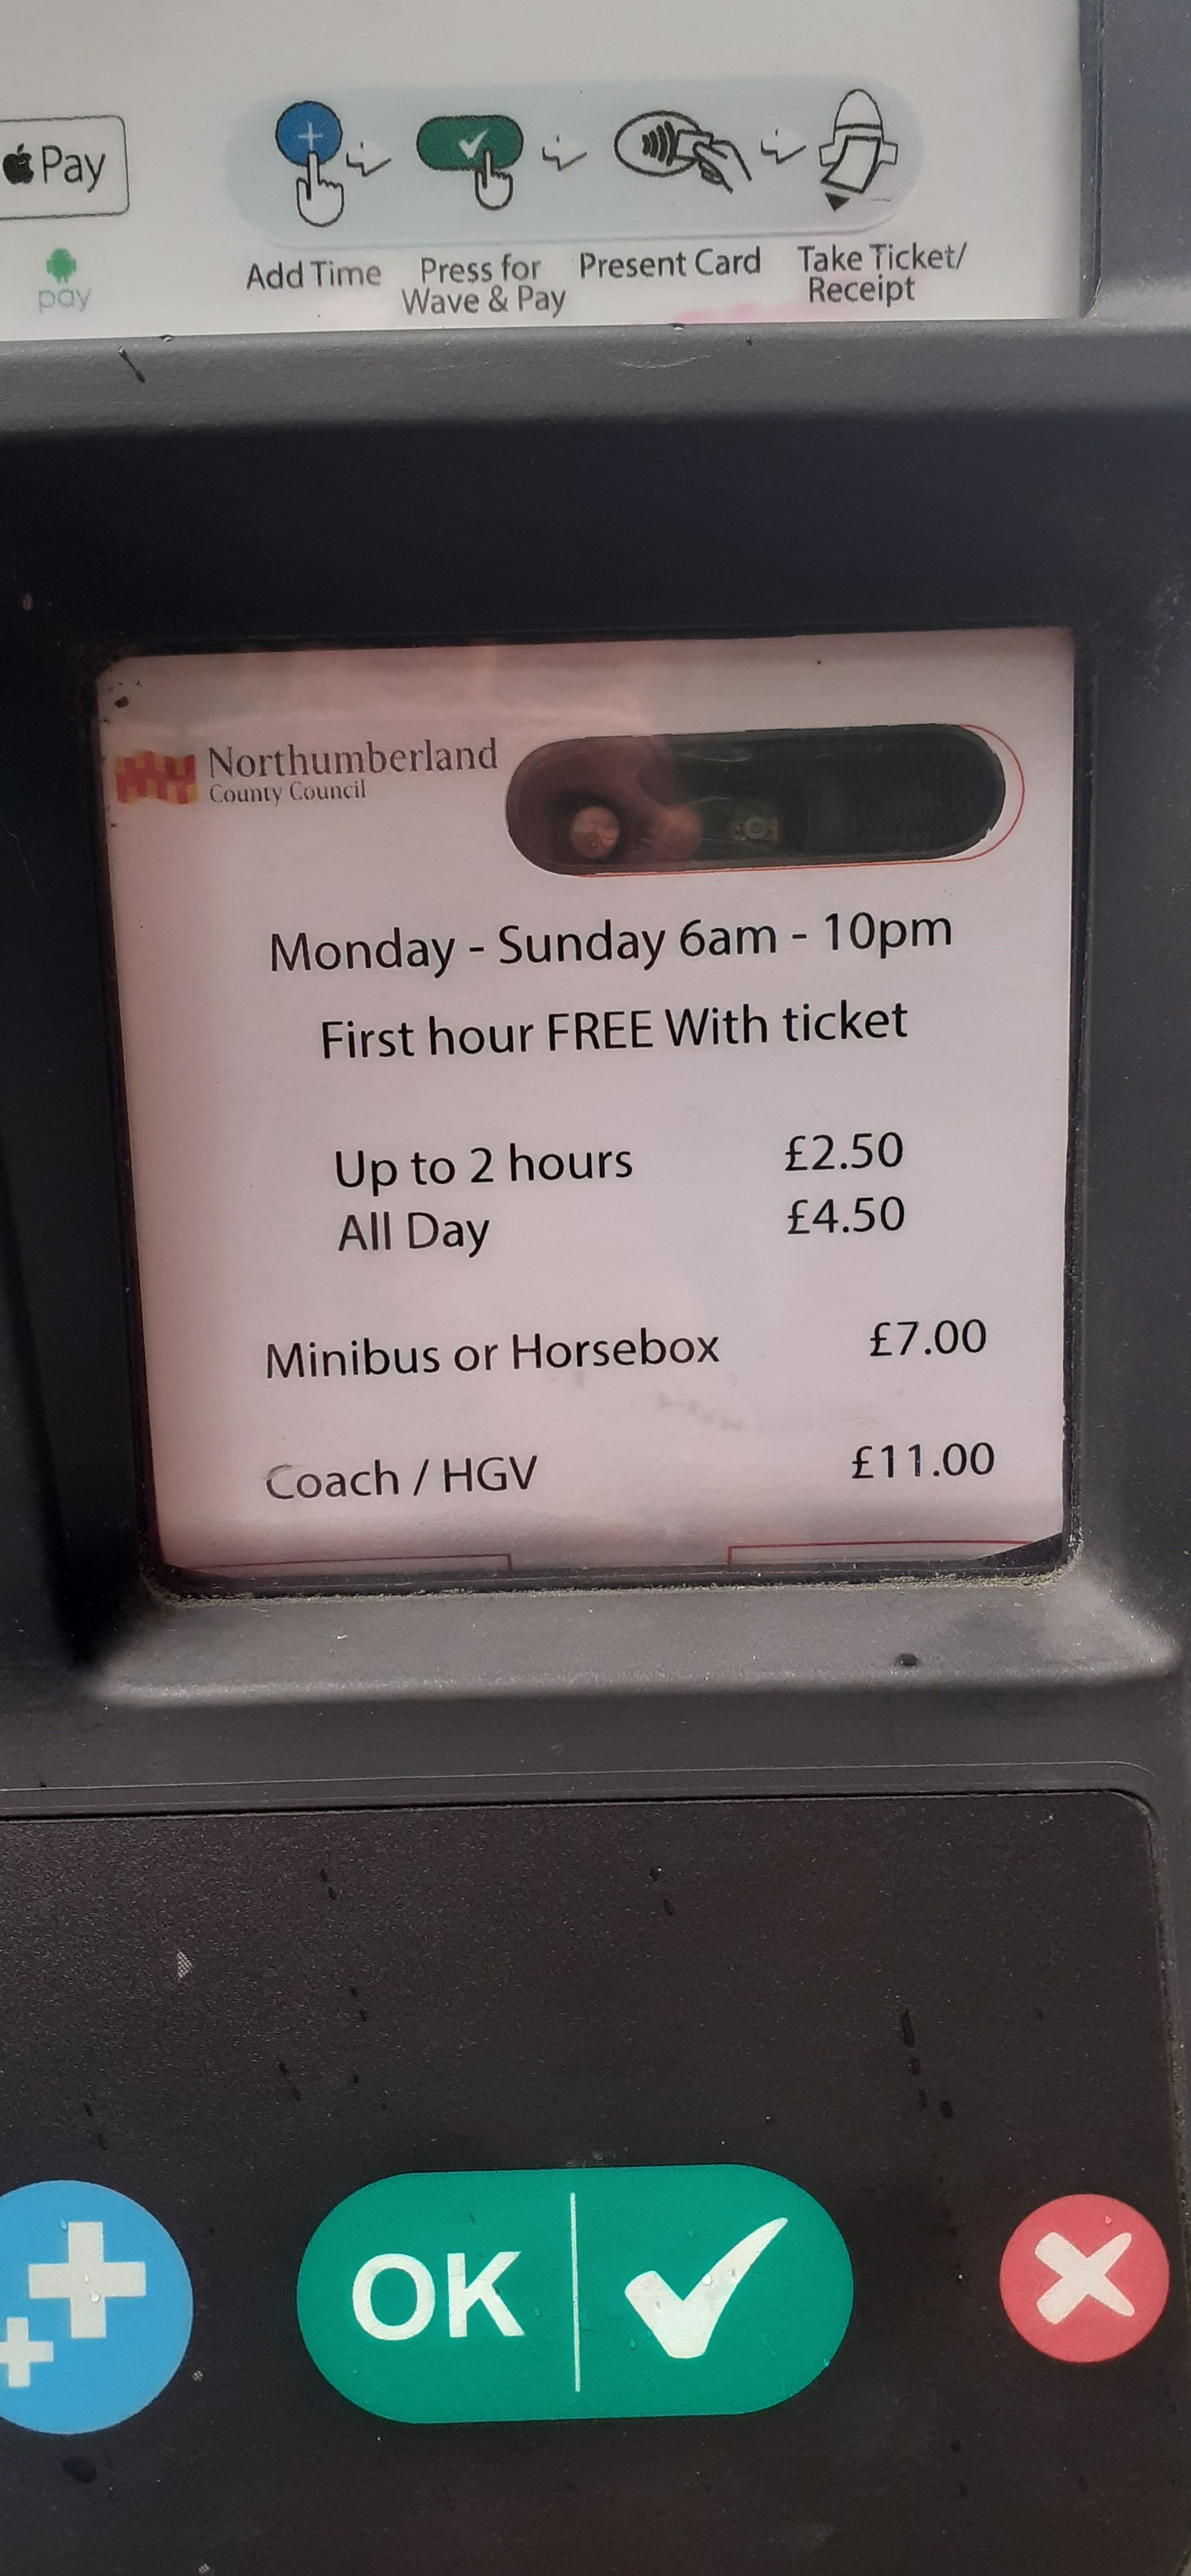 Pay
pay
Add Time
Press for
Wave & Pay
Present Card
Take Ticket/
Receipt
Northumberland
County Council
Monday - Sunday 6am - 10pm
First hour FREE With ticket
Up to 2 hours £2.50
All Day £4.50
Minibus or Horsebox £7.00
Coach / HGV £11.00
OK